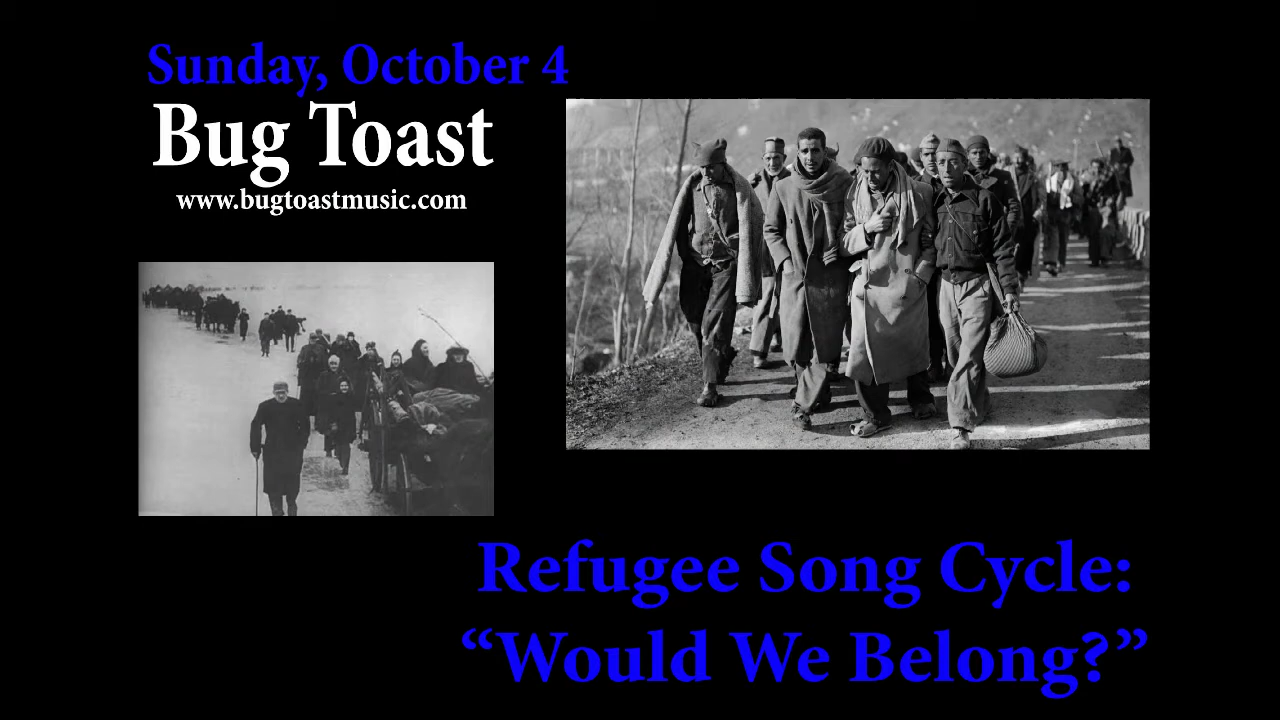 Sunday, October 4
Bug Toast
www.bugtoastmusic.com
Refugee Song Cycle:
“Would We Belong?”